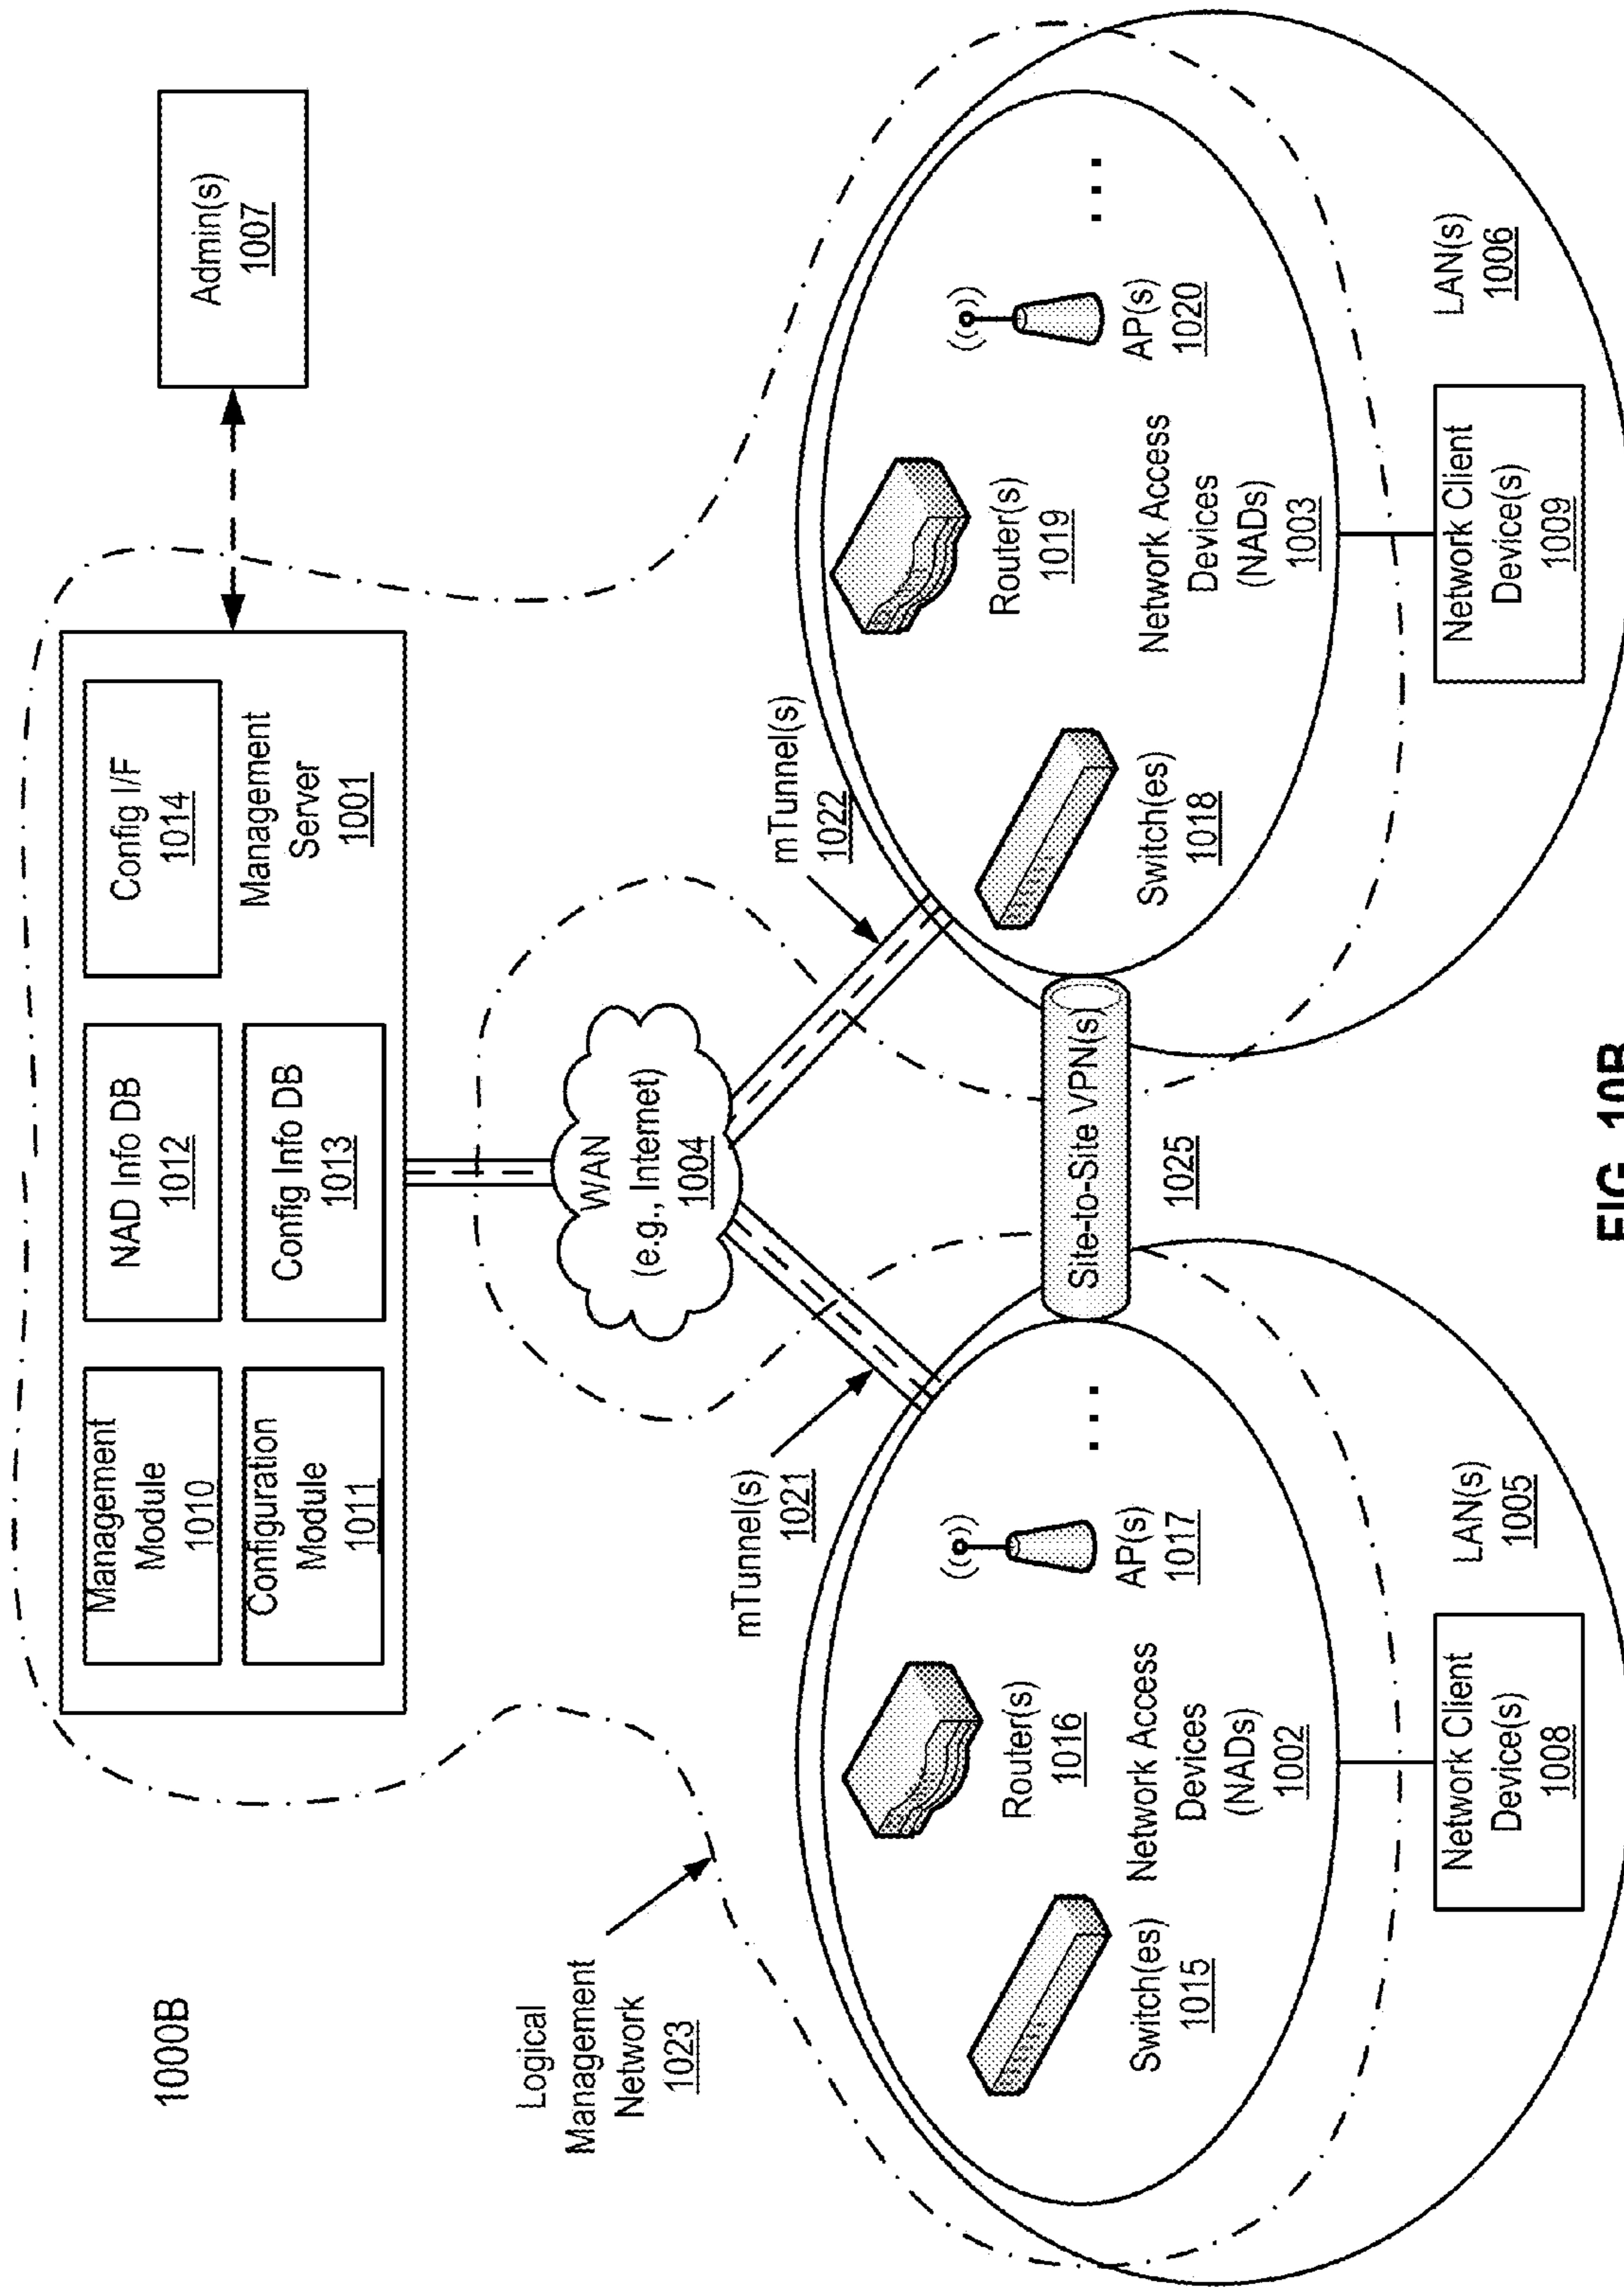 1000B
Management
Module
1010
NAD Info DB
1012
Config I/F
1014
Configuration
Module
1011
Config Info DB
1013
Management
Server
1001
Admin(s)
1007
Logical
Management
Network
1023
WAN
(e.g., Internet)
1004
mTunnel(s)
1021
mTunnel(s)
1022
Switch(es)
1015
Router(s)
1016
AP(s)
1017
...
Network Access
Devices
(NADs)
1002
Site-to-Site VPN(s)
1025
Switch(es)
1018
Router(s)
1019
AP(s)
1020
...
Network Access
Devices
(NADs)
1003
Network Client
Device(s)
1008
LAN(s)
1005
Network Client
Device(s)
1009
LAN(s)
1006
FIG. 10B